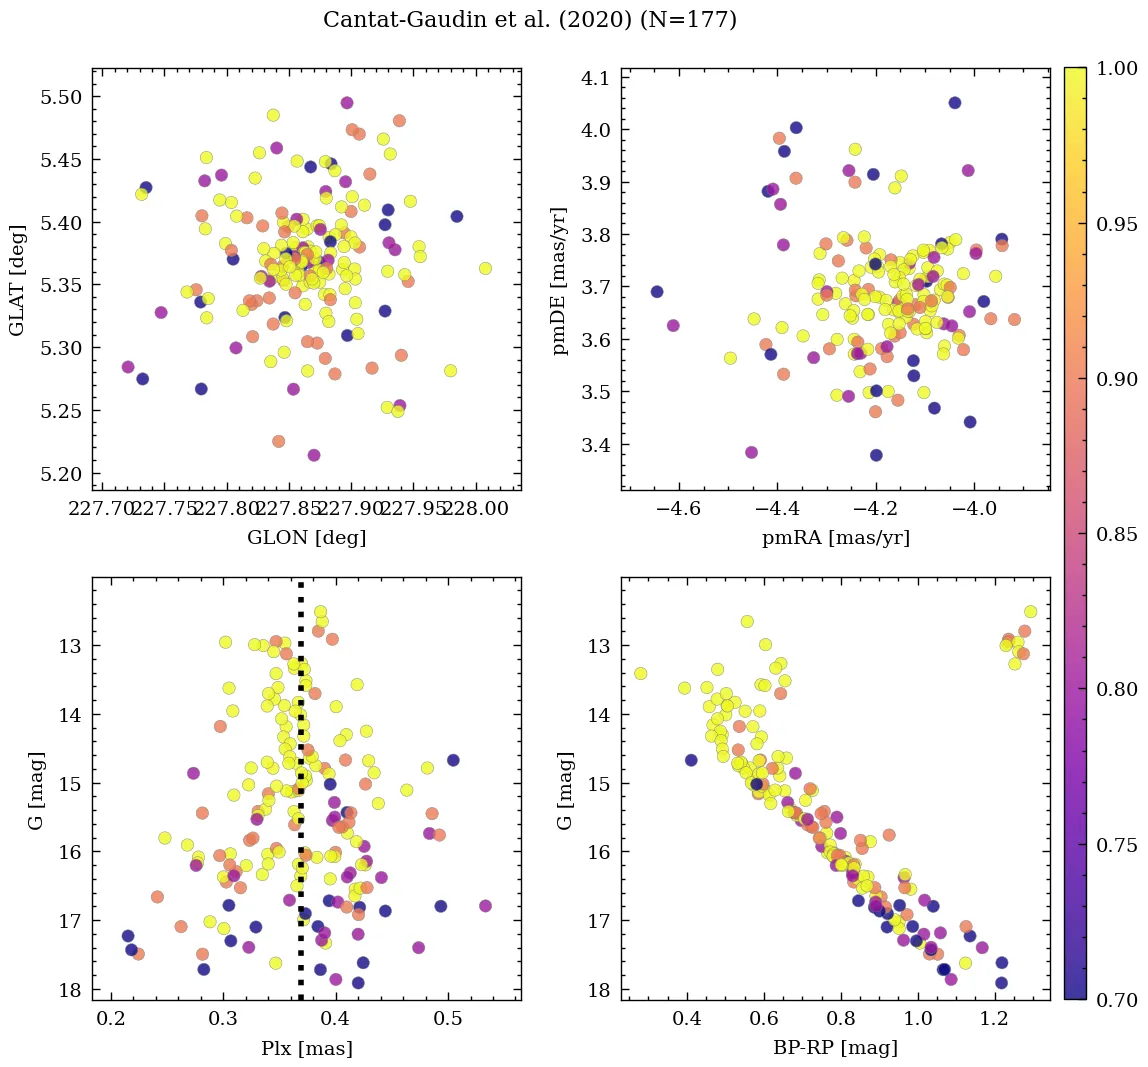 Cantat-Gaudin et al. (2020) (N=177)
5.50
5.45
5.40
5.35
5.30
5.25
5.20
GLAT [deg]
227.70 227.75 227.80 227.85 227.90 227.95 228.00
GLON [deg]
4.1
4.0
3.9
3.8
3.7
3.6
3.5
3.4
pmDE [mas/yr]
−4.6 −4.4 −4.2 −4.0
pmRA [mas/yr]
1.00
0.95
0.90
0.85
0.80
0.75
0.70
13
14
15
16
17
18
G [mag]
0.2 0.3 0.4 0.5
Plx [mas]
13
14
15
16
17
18
G [mag]
0.4 0.6 0.8 1.0 1.2
BP-RP [mag]